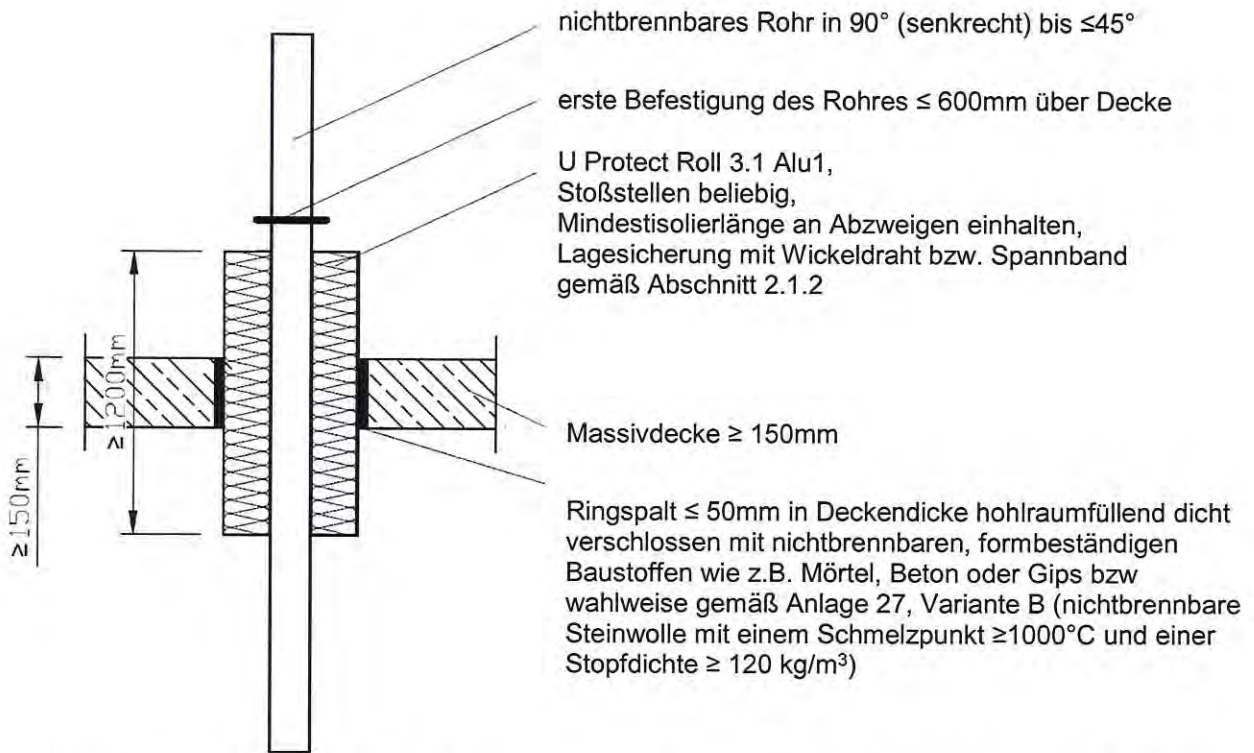 nichtbrennbares Rohr in 90° (senkrecht) bis ≤45°
erste Befestigung des Rohres ≤ 600mm über Decke
U Protect Roll 3.1 Alu1,
Stoßstellen beliebig,
Mindestisolierlänge an Abzweigen einhalten,
Lagesicherung mit Wickeldraht bzw. Spannband
gemäß Abschnitt 2.1.2
≥1200mm
≥150mm
Massivdecke ≥ 150mm
Ringspalt ≤ 50mm in Deckendicke hohlraumfüllend dicht
verschlossen mit nichtbrennbaren, formbeständigen
Baustoffen wie z.B. Mörtel, Beton oder Gips bzw
wahlweise gemäß Anlage 27, Variante B (nichtbrennbare
Steinwolle mit einem Schmelzpunkt ≥1000°C und einer
Stopfdichte ≥ 120 kg/m³)